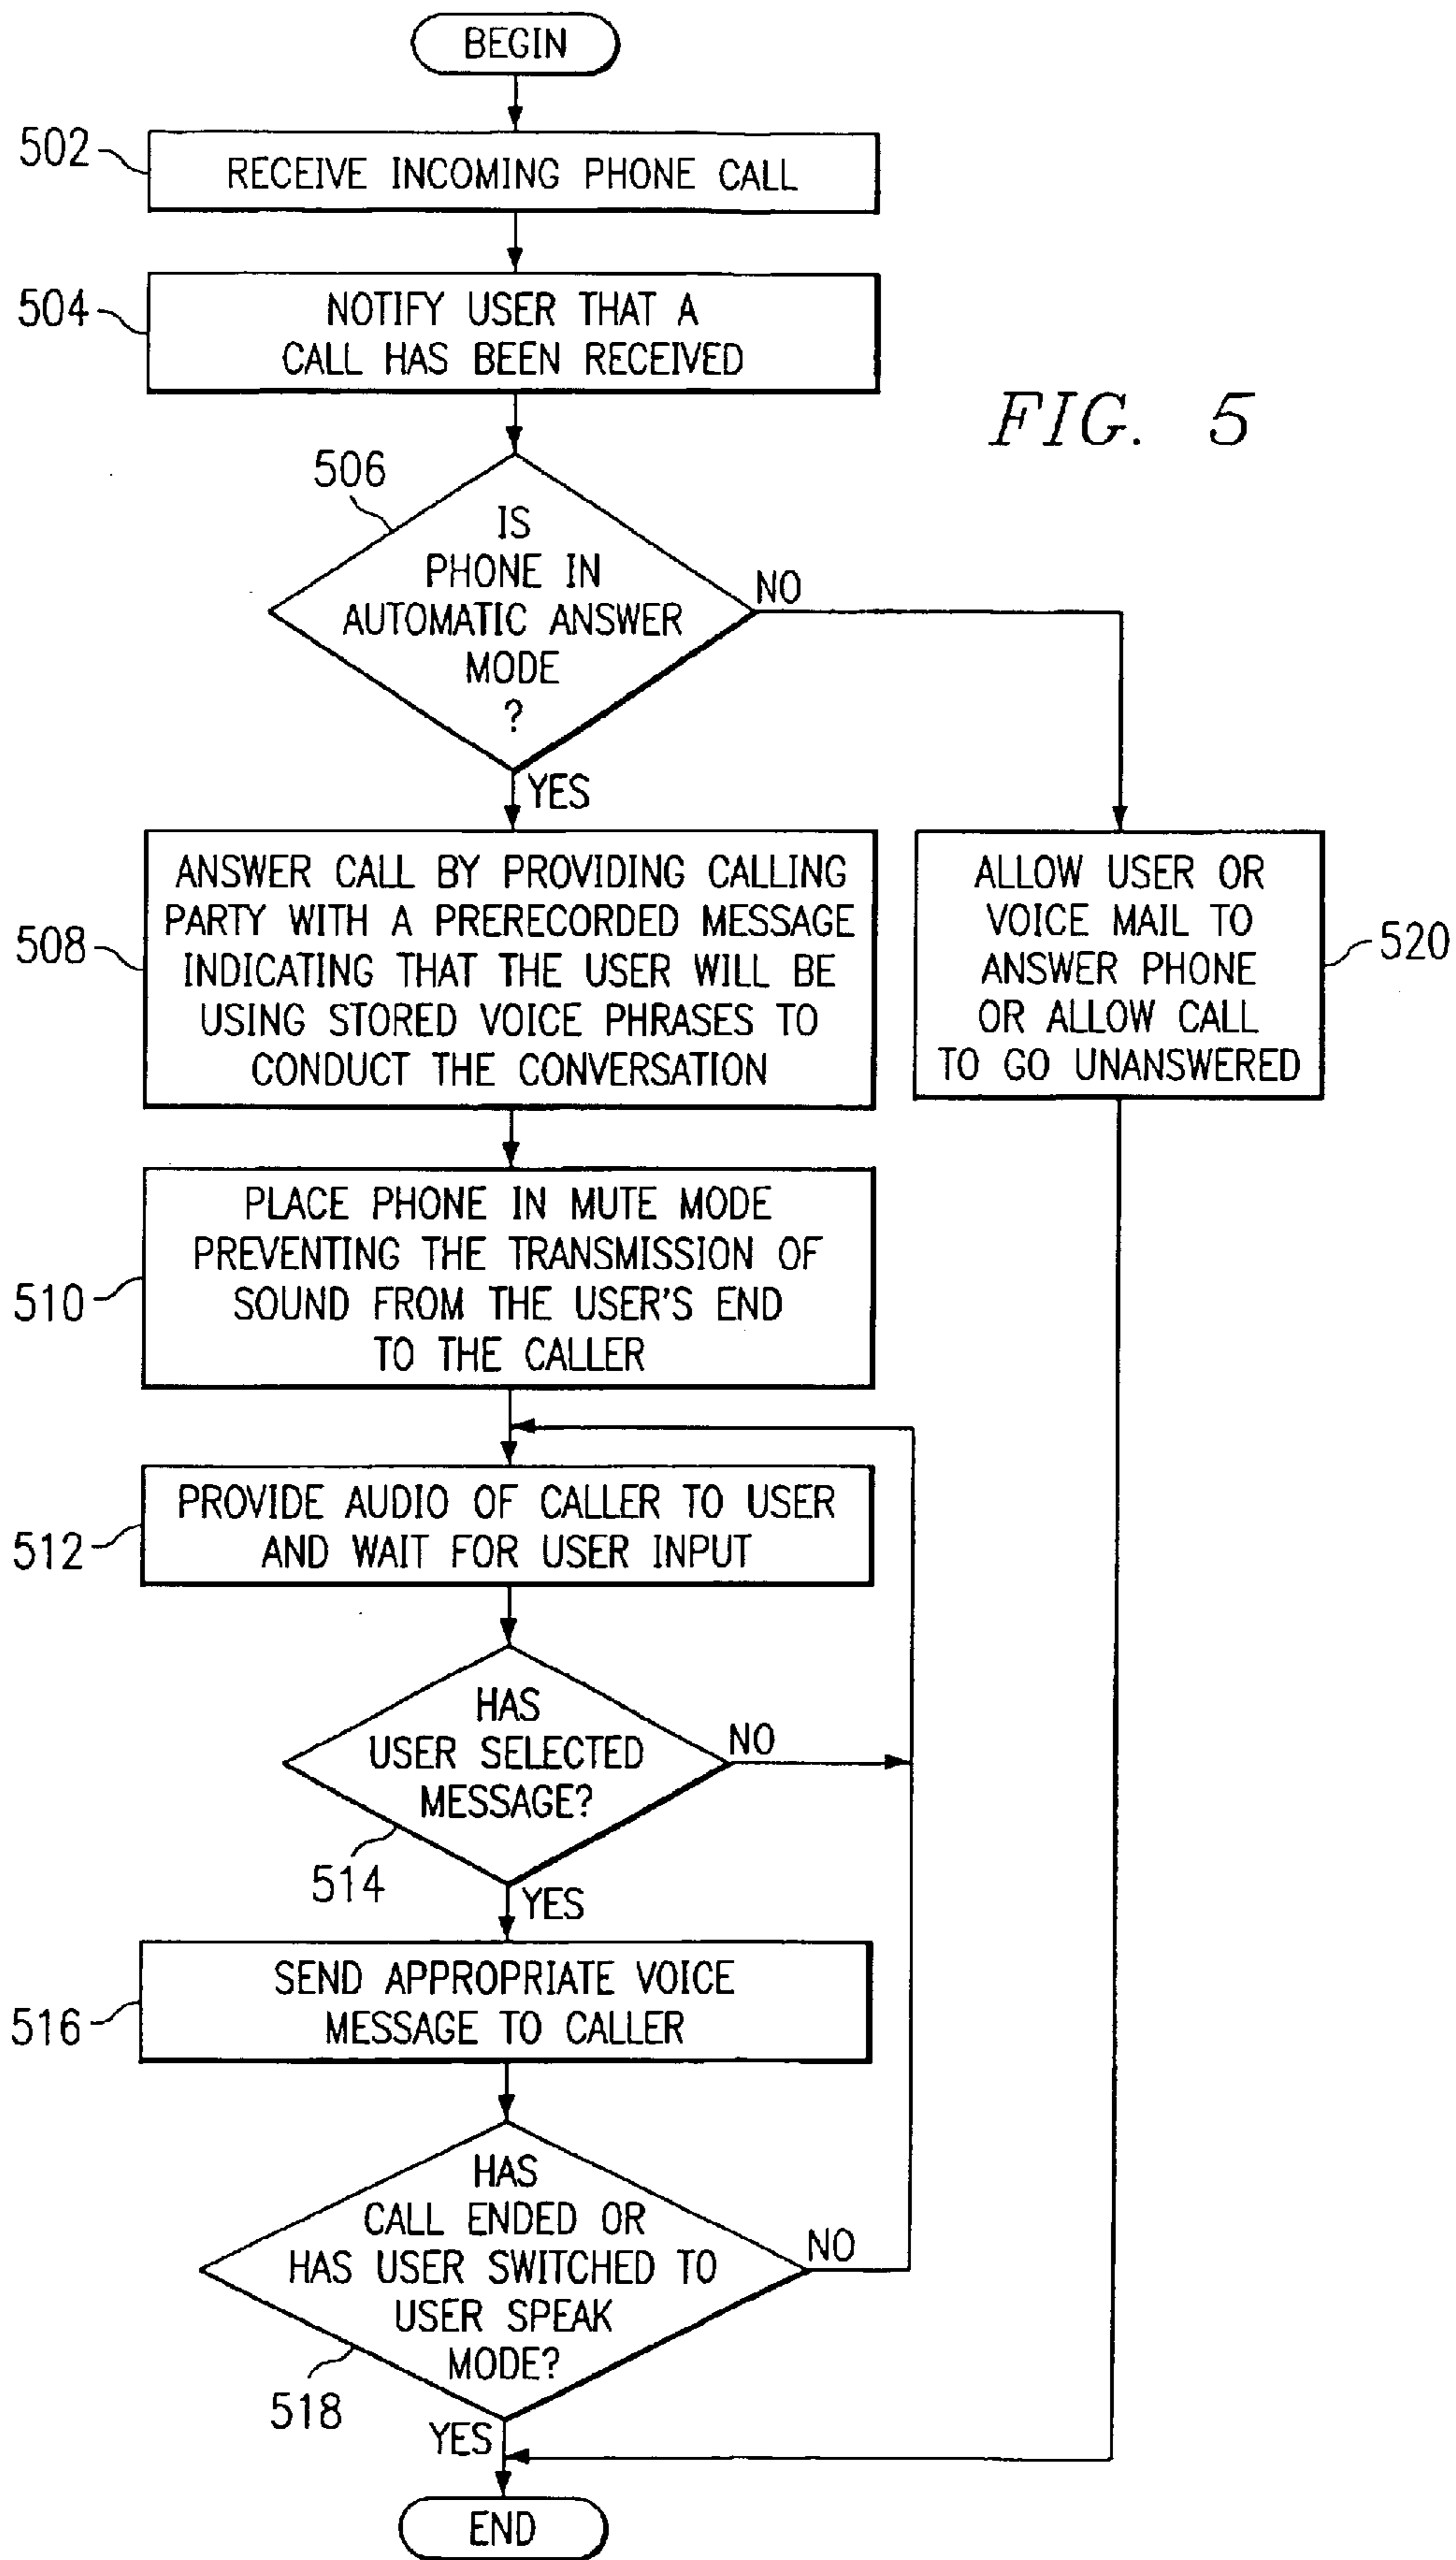 BEGIN
502
RECEIVE INCOMING PHONE CALL
504
NOTIFY USER THAT A
CALL HAS BEEN RECEIVED
FIG. 5
506
IS
PHONE IN
AUTOMATIC ANSWER
MODE
?
NO
YES
508
ANSWER CALL BY PROVIDING CALLING
PARTY WITH A PRERECORDED MESSAGE
INDICATING THAT THE USER WILL BE
USING STORED VOICE PHRASES TO
CONDUCT THE CONVERSATION
ALLOW USER OR
VOICE MAIL TO
ANSWER PHONE
OR ALLOW CALL
TO GO UNANSWERED
520
510
PLACE PHONE IN MUTE MODE
PREVENTING THE TRANSMISSION OF
SOUND FROM THE USER'S END
TO THE CALLER
512
PROVIDE AUDIO OF CALLER TO USER
AND WAIT FOR USER INPUT
HAS
USER SELECTED
MESSAGE?
NO
514
YES
516
SEND APPROPRIATE VOICE
MESSAGE TO CALLER
HAS
CALL ENDED OR
HAS USER SWITCHED TO
USER SPEAK
MODE?
NO
518
YES
END